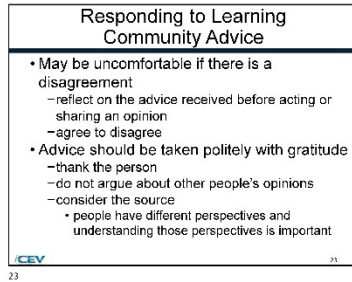 Responding to Learning
Community Advice
• May be uncomfortable if there is a
disagreement
–reflect on the advice received before acting or
sharing an opinion
–agree to disagree
• Advice should be taken politely with gratitude
–thank the person
–do not argue about other people's opinions
–consider the source
• people have different perspectives and
understanding those perspectives is important
iCEV
23
23